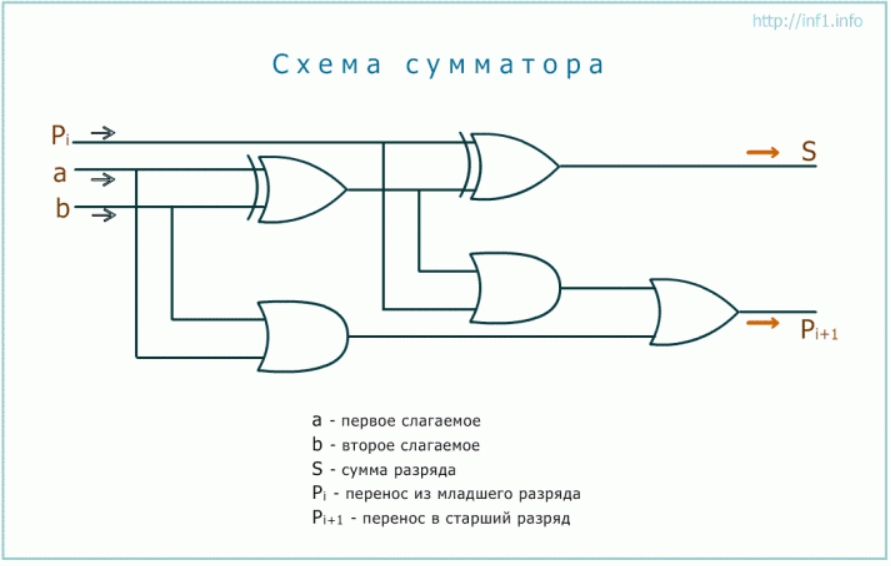 http://inf1.info
Схема сумматора
Pi
a
b
S
Pi+1
a - первое слагаемое
b - второе слагаемое
S - сумма разряда
Pi - перенос из младшего разряда
Pi+1 - перенос в старший разряд